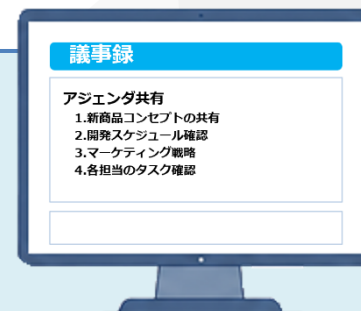 議事録
アジェンダ共有
1.新商品コンセプトの共有
2.開発スケジュール確認
3.マーケティング戦略
4.各担当のタスク確認